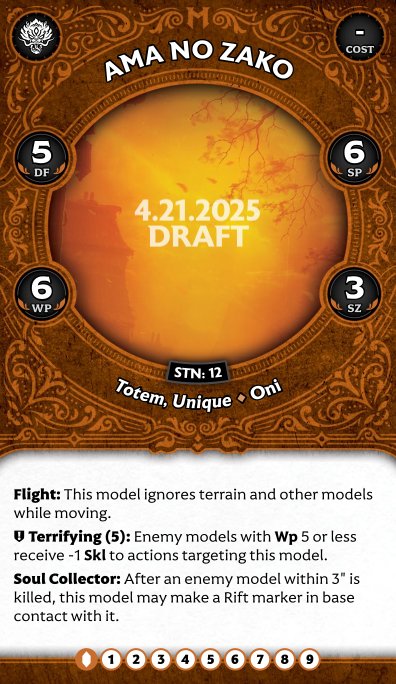 M
-
COST
AMA NO ZAKO
5
DF
6
SP
4.21.2025
DRAFT
6
WP
3
SZ
STN: 12
Totem, Unique ♦ Oni
Flight: This model ignores terrain and other models
while moving.
Terrifying (5): Enemy models with Wp 5 or less
receive -1 Skl to actions targeting this model.
Soul Collector: After an enemy model within 3" is
killed, this model may make a Rift marker in base
contact with it.
1 2 3 4 5 6 7 8 9